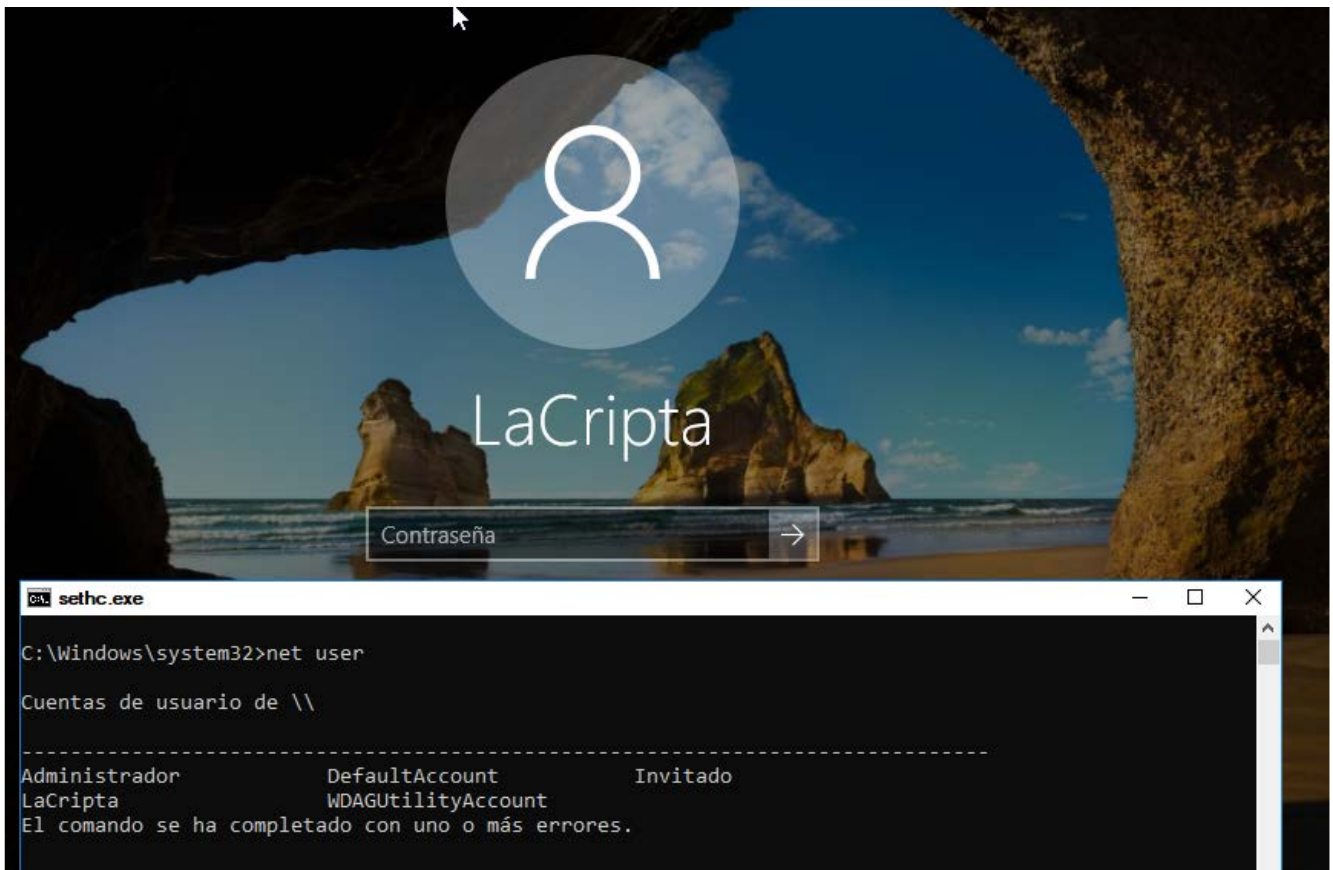 LaCripta
Contraseña
sethc.exe
C:\Windows\system32>net user
Cuentas de usuario de \\
-------------------------------------------------------------------------------
Administrador            DefaultAccount           Invitado
LaCripta                 WDAGUtilityAccount
El comando se ha completado con uno o más errores.